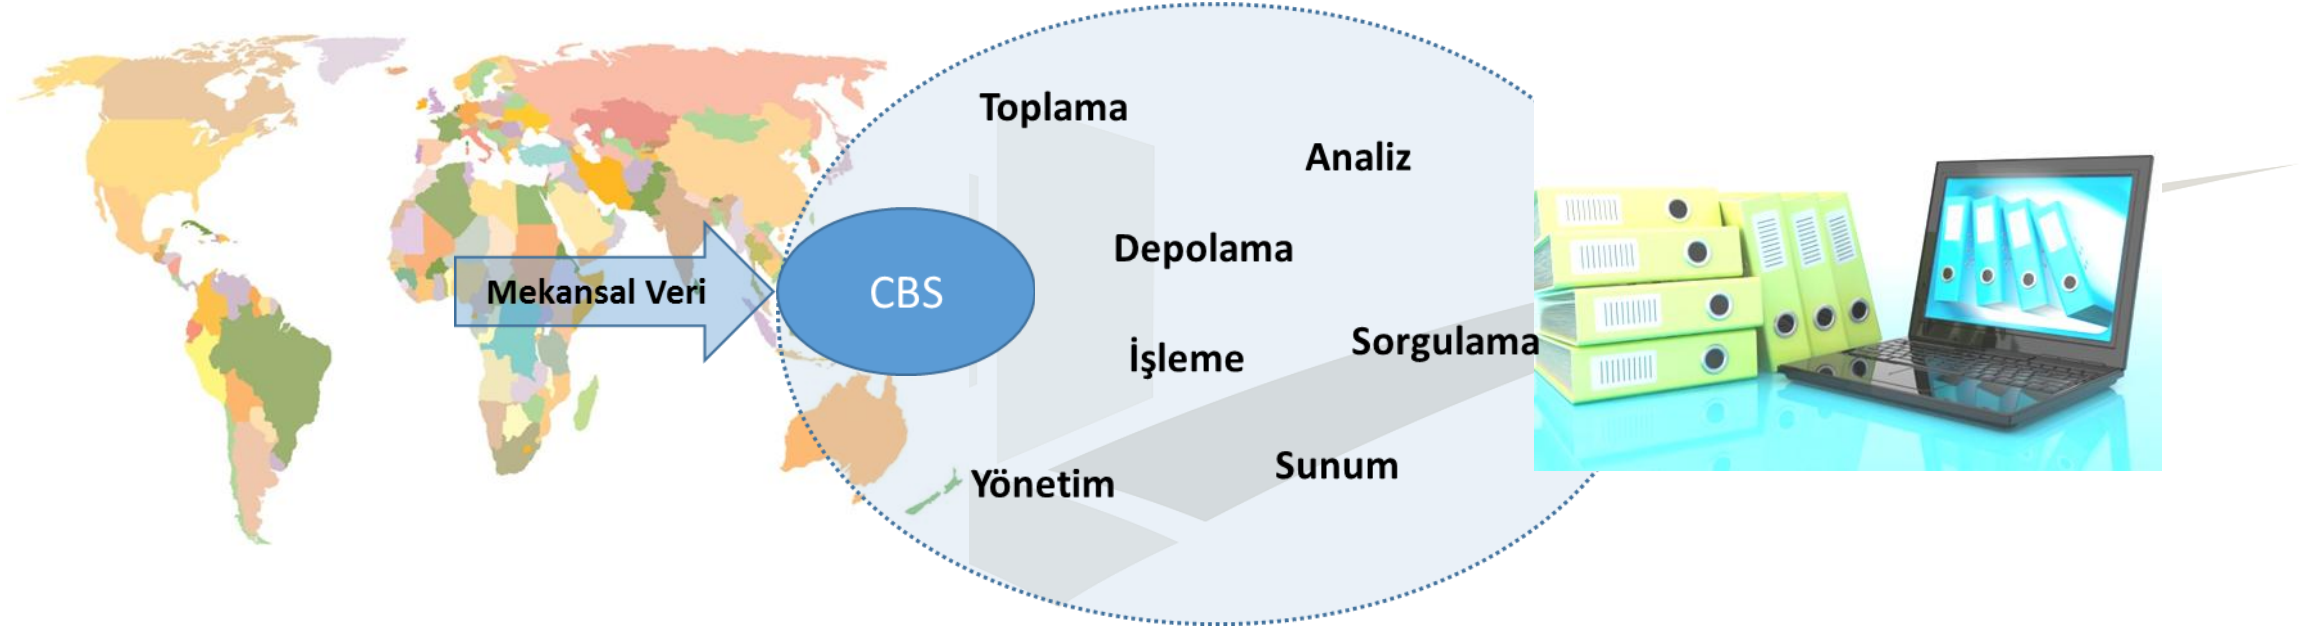 Toplama
Analiz
Depolama
Mekansal Veri
CBS
İşleme
Sorgulama
Yönetim
Sunum